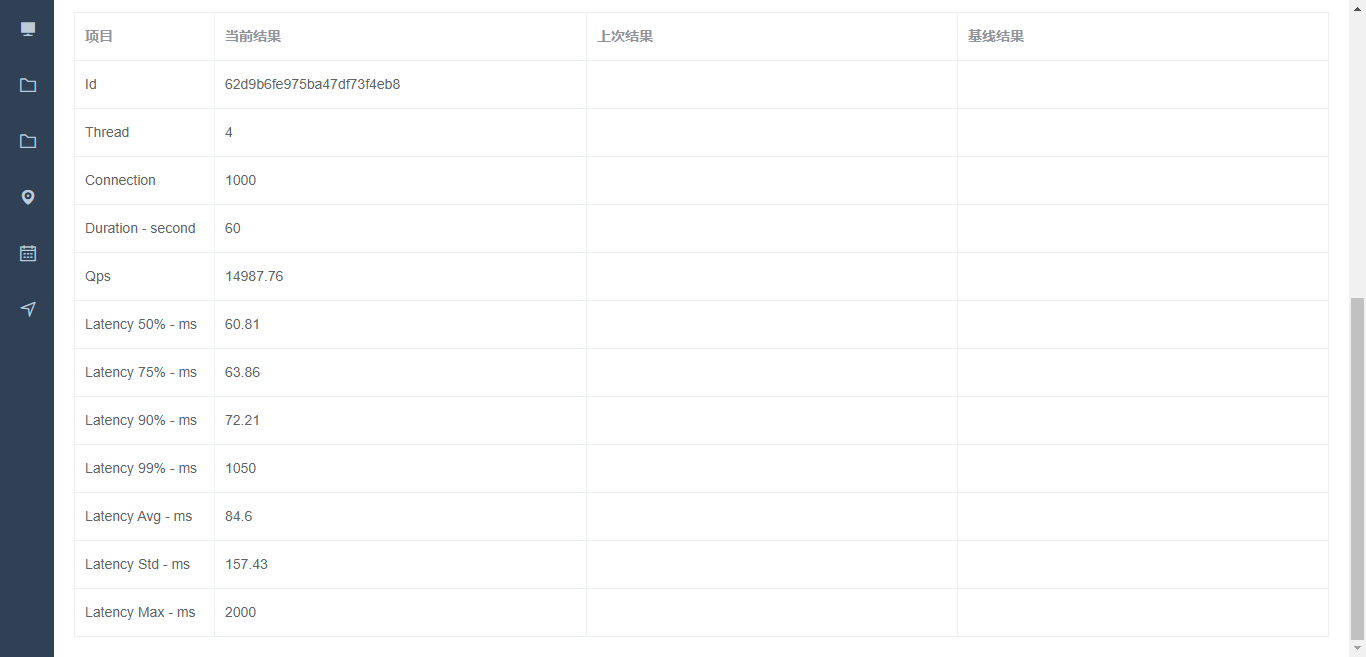 项目 当前结果 上次结果 基线结果
Id 62d9b6fe975ba47df73f4eb8
Thread 4
Connection 1000
Duration - second 60
Qps 14987.76
Latency 50% - ms 60.81
Latency 75% - ms 63.86
Latency 90% - ms 72.21
Latency 99% - ms 1050
Latency Avg - ms 84.6
Latency Std - ms 157.43
Latency Max - ms 2000